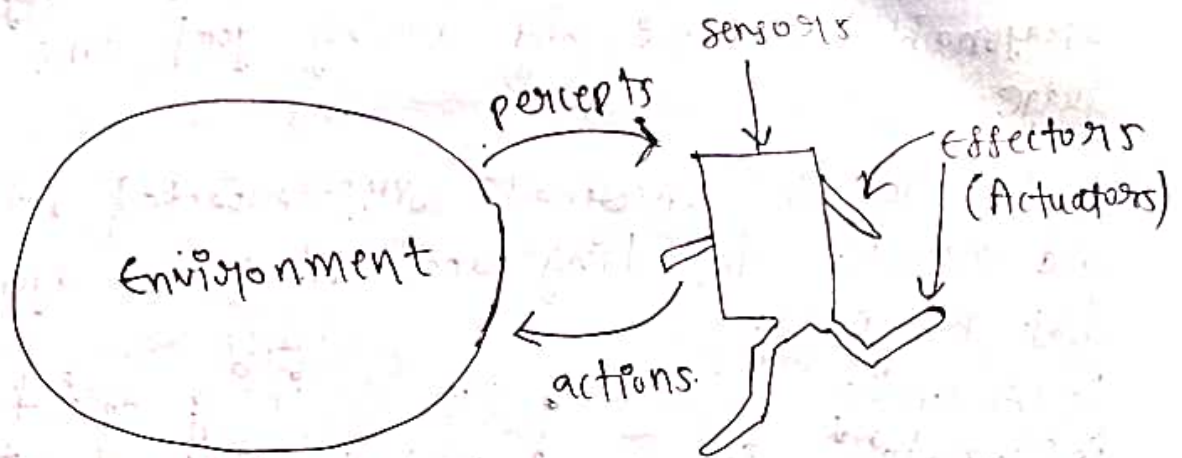 sensors
percepts
Effectors
(Actuators)
Environment
actions.